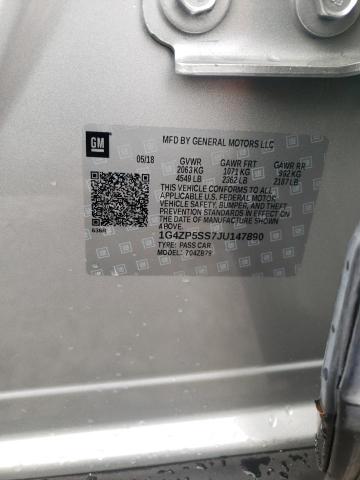 GM
MFD BY GENERAL MOTORS LLC
05/18
GVWR GAWR FRT GAWR RR
2063 KG 1071 KG 992 KG
4549 LB 2362 LB 2187 LB
THIS VEHICLE CONFORMS TO ALL
APPLICABLE U.S. FEDERAL MOTOR
VEHICLE SAFETY, BUMPER, AND
THEFT PREVENTION STANDARDS IN
EFFECT ON THE DATE OF
MANUFACTURE SHOWN
ABOVE.
636R
1G4ZP5SS7JU147890
TYPE: PASS CAR
MODEL: 704ZB79